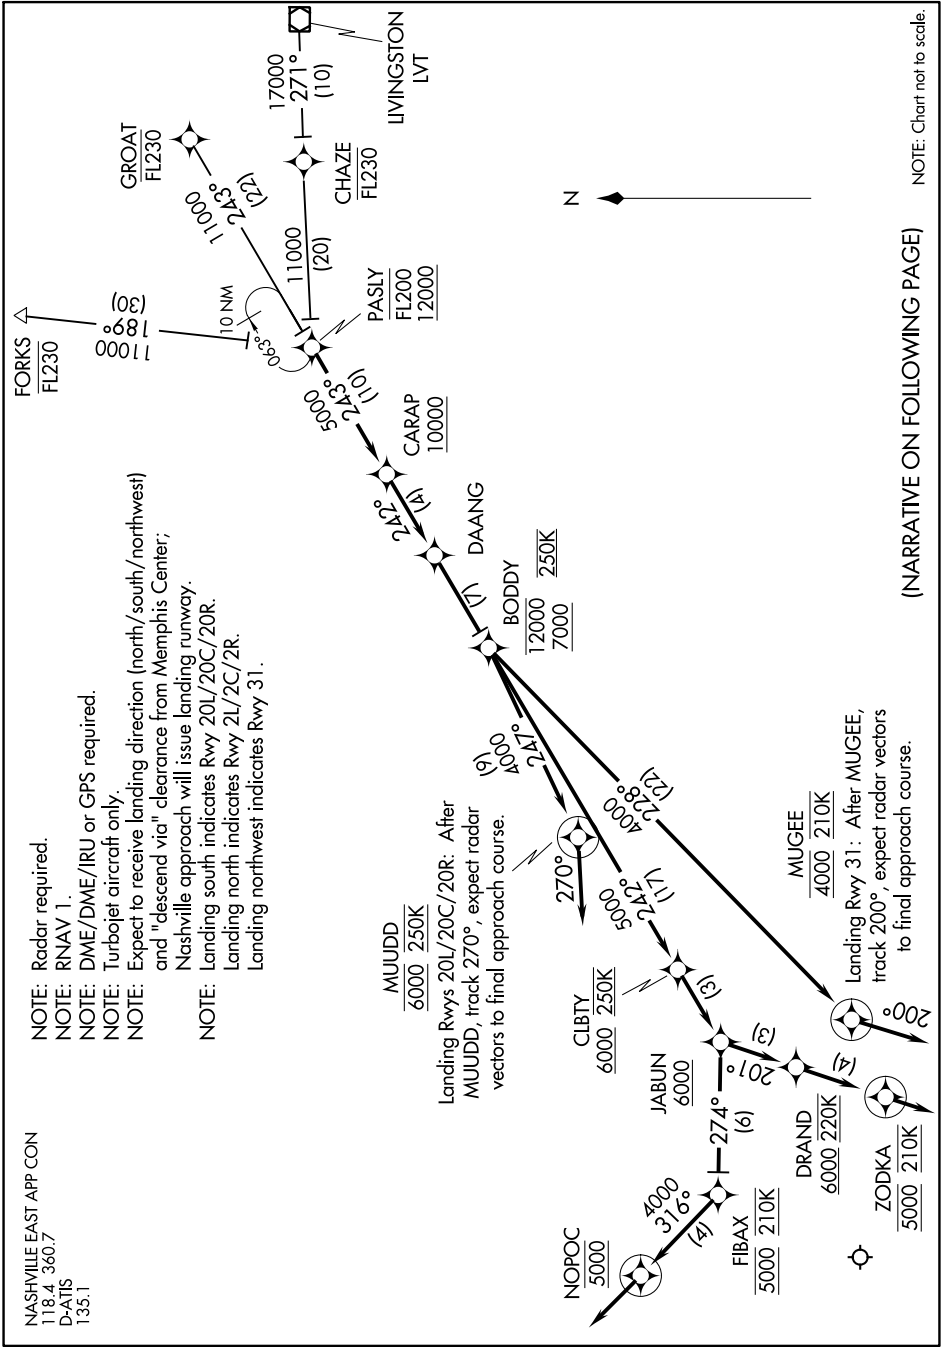 NASHVILLE EAST APP CON
118.4 360.7
D-ATIS
135.1
NOTE: Radar required.
NOTE: RNAV 1.
NOTE: DME/DME/IRU or GPS required.
NOTE: Turbojet aircraft only.
NOTE: Expect to receive landing direction (north/south/northwest)
and "descend via" clearance from Memphis Center;
Nashville approach will issue landing runway.
NOTE: Landing south indicates Rwy 20L/20C/20R.
Landing north indicates Rwy 2L/2C/2R.
Landing northwest indicates Rwy 31.
FORKS
FL230
11000
189°
(30)
GROAT
FL230
11000
243°
(22)
LIVINGSTON
LVT
17000
271°
(10)
CHAZE
FL230
11000
(20)
10 NM
063°
PASLY
FL200
12000
5000
243°
(10)
CARAP
10000
242°
(4)
DAANG
(7)
BODDY
12000 250K
7000
(9)
4000
247°
MUUDD
6000 250K
Landing Rwys 20L/20C/20R: After
MUUDD, track 270°, expect radar
vectors to final approach course.
270°
5000
242°
(17)
4000
228°
(22)
CLBTY
6000 250K
(3)
JABUN
6000
274°
(6)
FIBAX
5000 210K
4000
316°
(4)
NOPOC
5000
201°
(3)
DRAND
6000 220K
(4)
ZODKA
5000 210K
MUGEE
4000 210K
Landing Rwy 31: After MUGEE,
track 200°, expect radar vectors
to final approach course.
200°
N
(NARRATIVE ON FOLLOWING PAGE)
NOTE: Chart not to scale.